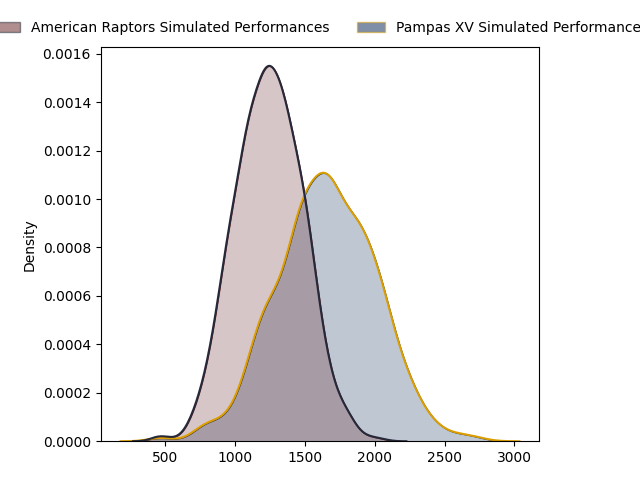 American Raptors Simulated Performances
Pampas XV Simulated Performance
0.0016
0.0014
0.0012
0.0010
0.0008
0.0006
0.0004
0.0002
0.0000
Density
500 1000 1500 2000 2500 3000